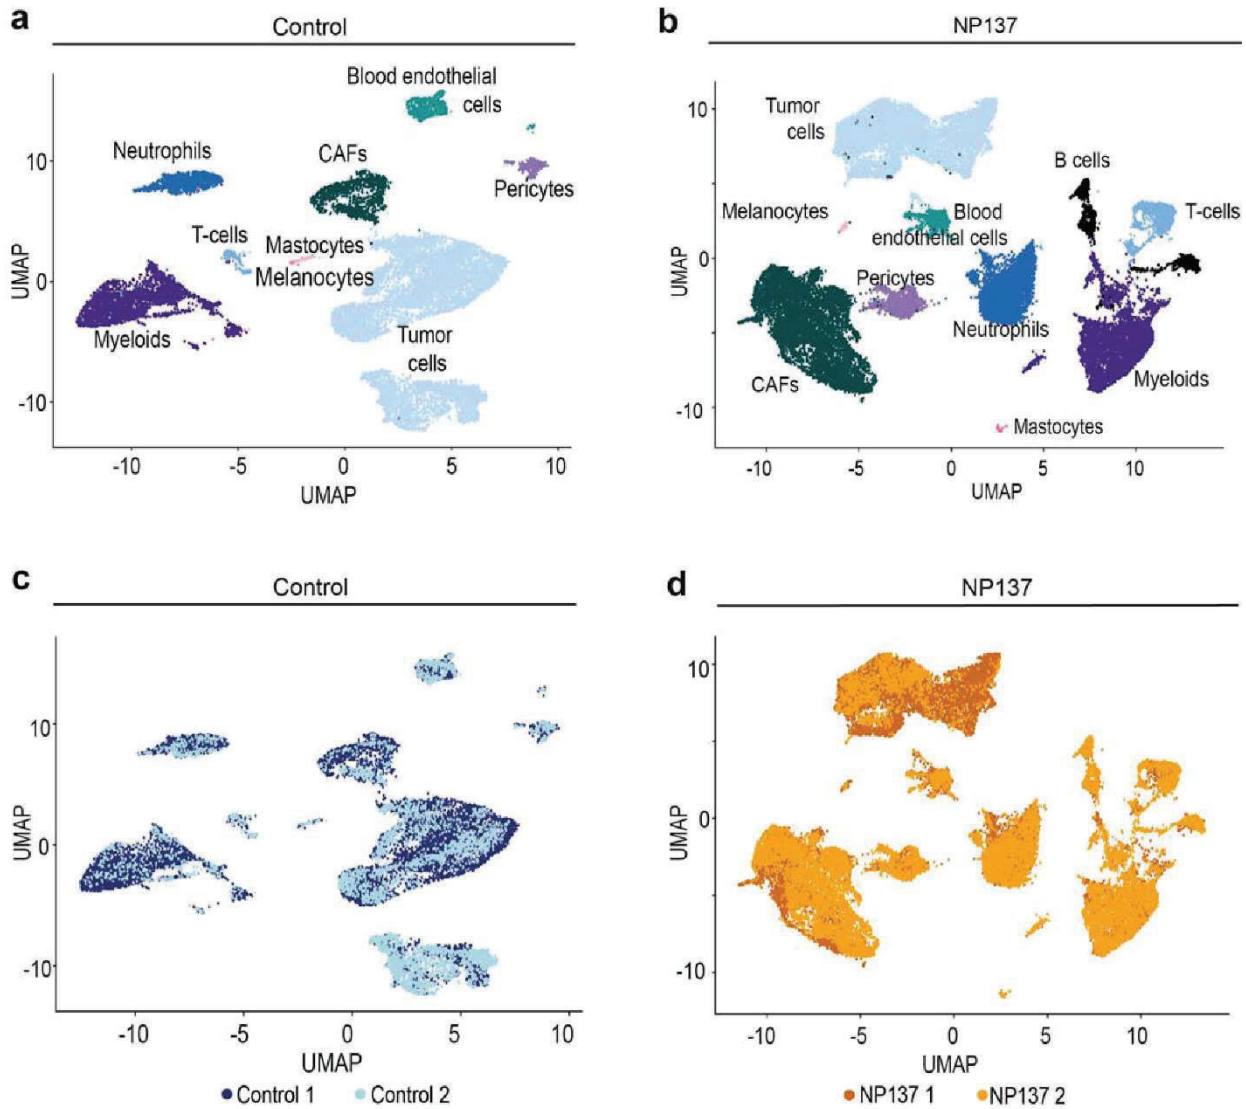 a
Control
Blood endothelial
cells
Neutrophils
CAFs
Pericytes
T-cells
Mastocytes
Melanocytes
Myeloids
Tumor
cells
10
0
-10
UMAP
-10
-5
0
5
10
UMAP
b
NP137
Tumor
cells
B cells
T-cells
Melanocytes
Blood
endothelial cells
Pericytes
Neutrophils
CAFs
Myeloids
Mastocytes
10
0
-10
UMAP
-10
-5
0
5
10
UMAP
c
Control
10
0
-10
UMAP
-10
-5
0
5
10
UMAP
Control 1
Control 2
d
NP137
10
0
-10
UMAP
-10
-5
0
5
10
UMAP
NP137 1
NP137 2